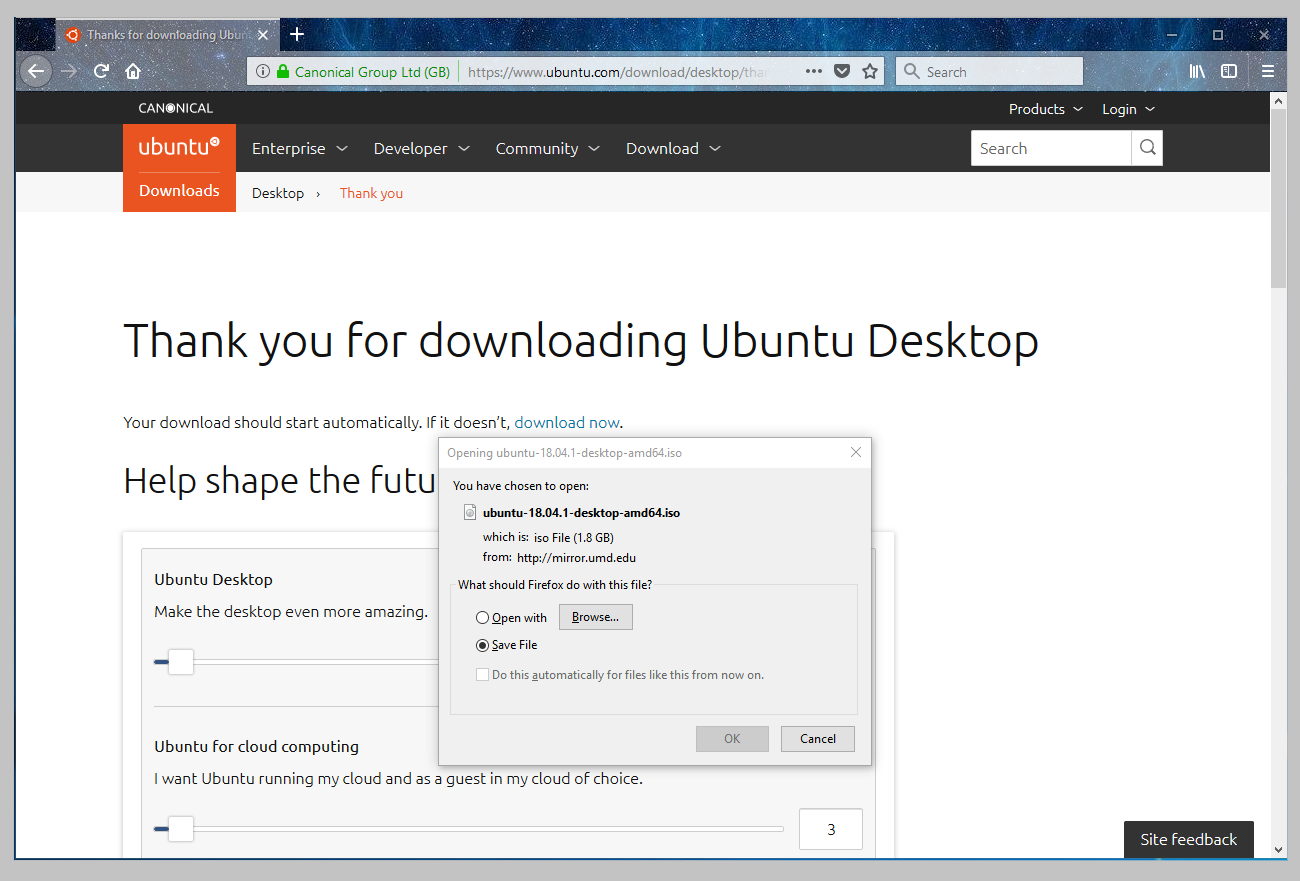 Thanks for downloading Ubun
Canonical Group Ltd (GB)
https://www.ubuntu.com/download/desktop/than
Search
CANONICAL
Products
Login
ubuntu
Enterprise
Developer
Community
Download
Search
Downloads
Desktop › Thank you
Thank you for downloading Ubuntu Desktop
Your download should start automatically. If it doesn’t, download now.
Help shape the futu
Opening ubuntu-18.04.1-desktop-amd64.iso
You have chosen to open:
ubuntu-18.04.1-desktop-amd64.iso
which is: iso File (1.8 GB)
from: http://mirror.umd.edu
What should Firefox do with this file?
Open with
Browse...
Save File
Do this automatically for files like this from now on.
OK
Cancel
Ubuntu Desktop
Make the desktop even more amazing.
Ubuntu for cloud computing
I want Ubuntu running my cloud and as a guest in my cloud of choice.
3
Site feedback